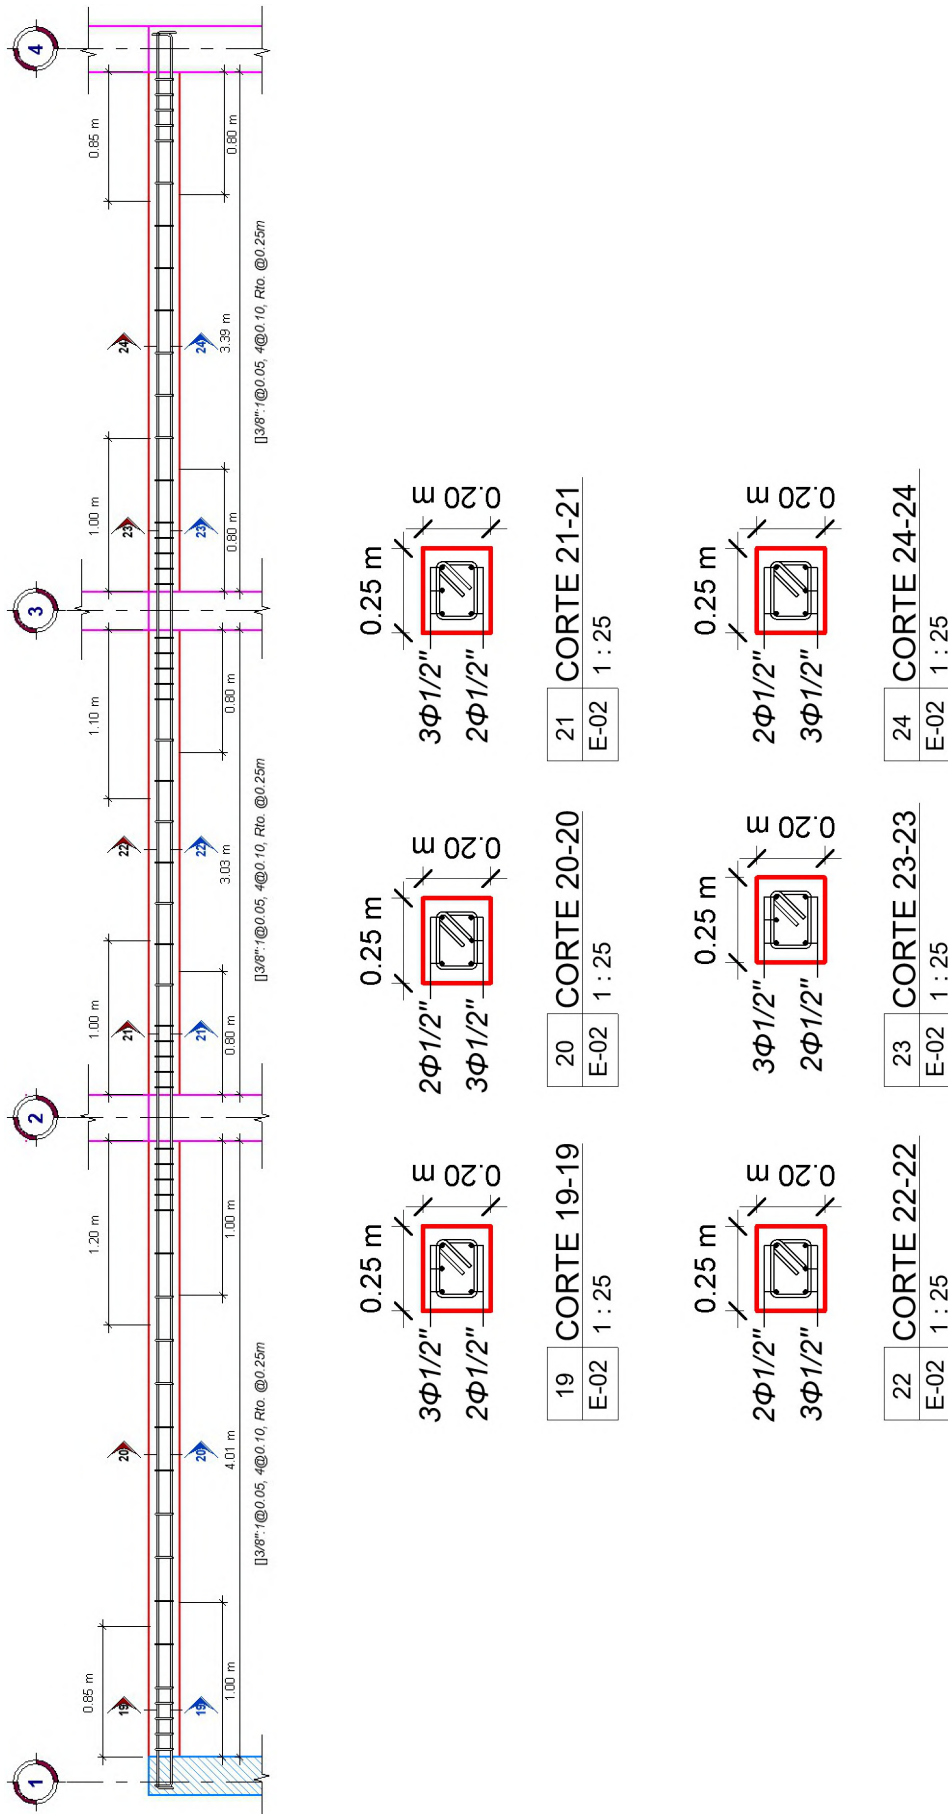 1
2
3
4
0.85 m
1.20 m
1.00 m
1.10 m
1.00 m
0.85 m
19
20
21
22
23
24
19
20
21
22
23
24
1.00 m
1.00 m
0.80 m
0.80 m
0.80 m
0.80 m
4.01 m
3.03 m
3.39 m
[]3/8":1@0.05, 4@0.10, Rto. @0.25m
[]3/8":1@0.05, 4@0.10, Rto. @0.25m
[]3/8":1@0.05, 4@0.10, Rto. @0.25m
0.25 m
0.20 m
3Φ1/2"
2Φ1/2"
19 CORTE 19-19
E-02 1 : 25
0.25 m
0.20 m
2Φ1/2"
3Φ1/2"
20 CORTE 20-20
E-02 1 : 25
0.25 m
0.20 m
3Φ1/2"
2Φ1/2"
21 CORTE 21-21
E-02 1 : 25
0.25 m
0.20 m
2Φ1/2"
3Φ1/2"
22 CORTE 22-22
E-02 1 : 25
0.25 m
0.20 m
3Φ1/2"
2Φ1/2"
23 CORTE 23-23
E-02 1 : 25
0.25 m
0.20 m
2Φ1/2"
3Φ1/2"
24 CORTE 24-24
E-02 1 : 25